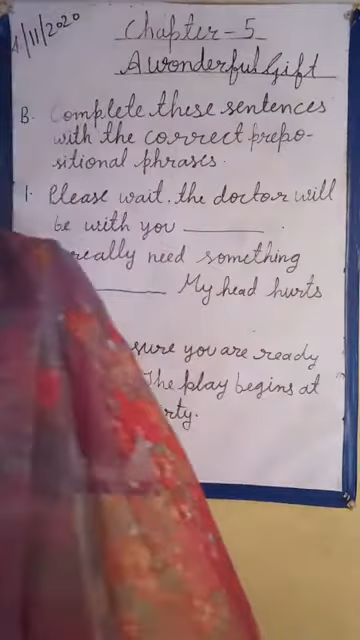 4/11/2020
Chapter-5
A wonderful Gift
B. Complete these sentences
with the correct prepo-
sitional phrases.
1. Please wait. the doctor will
be with you ________.
really need something
________ My head hurts
sure you are ready
The play begins at